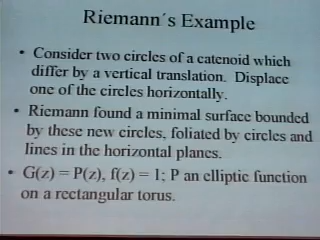 Riemann´s Example
• Consider two circles of a catenoid which
differ by a vertical translation. Displace
one of the circles horizontally.
• Riemann found a minimal surface bounded
by these new circles, foliated by circles and
lines in the horizontal planes.
• G(z) = P(z), f(z) = 1; P an elliptic function
on a rectangular torus.